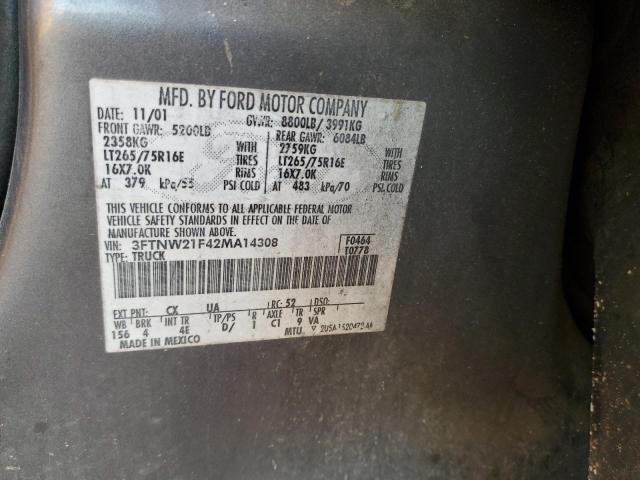 MFD. BY FORD MOTOR COMPANY
DATE: 11/01 GVWR: 8800LB/ 3991KG
FRONT GAWR: 5200LB REAR GAWR: 6084LB
2358KG WITH 2759KG WITH
LT265/75R16E TIRES LT265/75R16E TIRES
16X7.0K RIMS 16X7.0K RIMS
AT 379 kPa/55 PSI COLD AT 483 kPa/70 PSI COLD
THIS VEHICLE CONFORMS TO ALL APPLICABLE FEDERAL MOTOR
VEHICLE SAFETY STANDARDS IN EFFECT ON THE DATE OF
MANUFACTURE SHOWN ABOVE.
VIN: 3FTNW21F42MA14308 F0464
TYPE: TRUCK T0778
EXT PNT: CX UA RC: 52 DSO:
WB BRK INT TR TP/PS R AXLE TR SPR
156 4 4E D/ 1 C1 9 VA
MADE IN MEXICO MTU